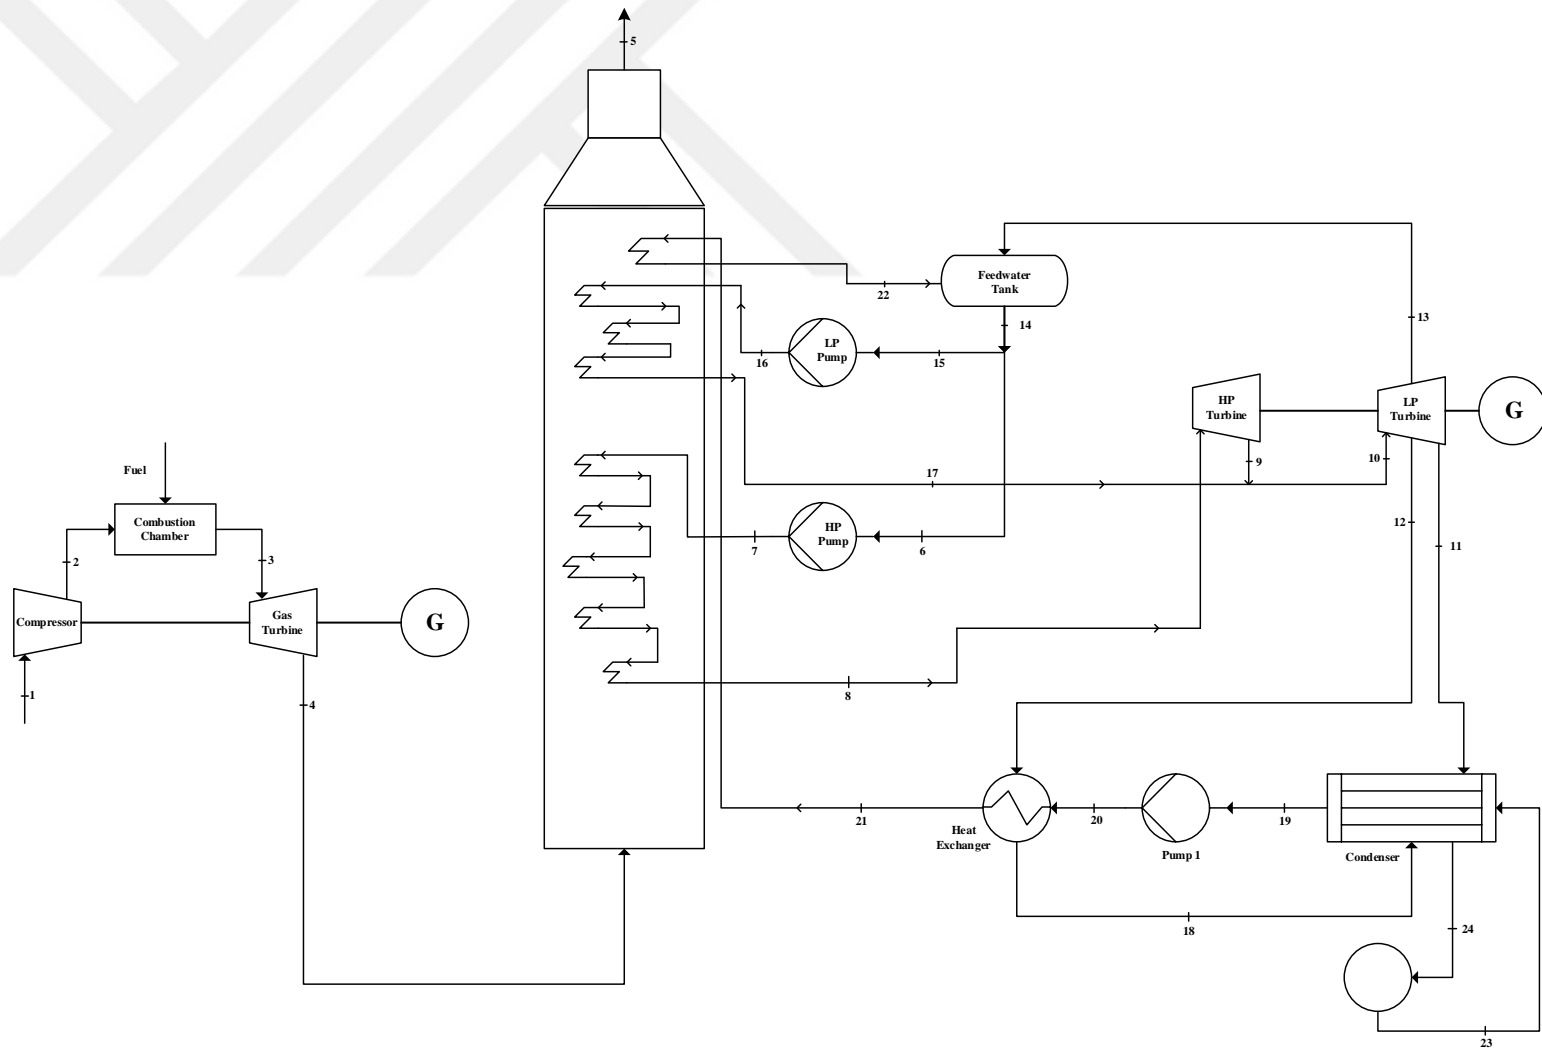 5
Feedwater
Tank
22
14
13
LP
Pump
16
15
HP
Turbine
LP
Turbine
G
9
10
17
Fuel
Combustion
Chamber
2
3
HP
Pump
7
6
12
11
Compressor
Gas
Turbine
G
1
4
8
21
20
19
Heat
Exchanger
Pump 1
Condenser
18
24
23